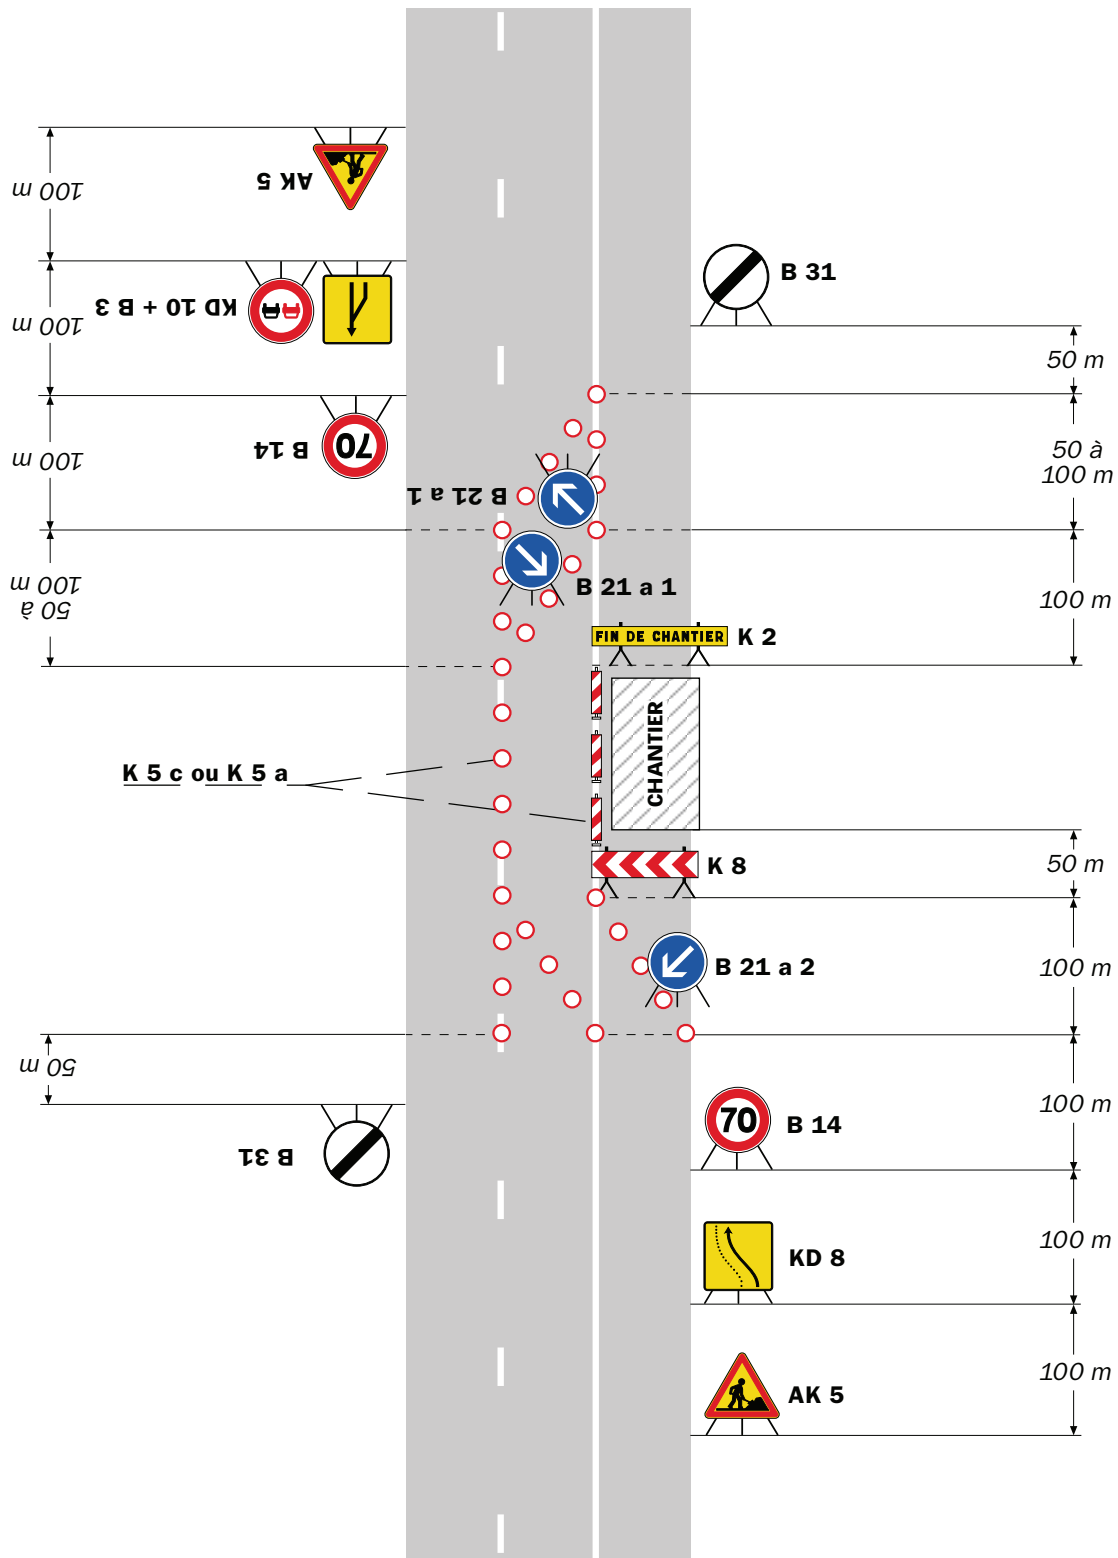 100 m
AK 5
100 m
KD 10 + B 3
B 31
50 m
100 m
70
B 14
50 à
100 m
B 21 a 1
50 à
100 m
B 21 a 1
100 m
FIN DE CHANTIER
K 2
CHANTIER
K 5 c ou K 5 a
K 8
50 m
B 21 a 2
100 m
50 m
70
B 14
100 m
B 31
KD 8
100 m
AK 5
100 m